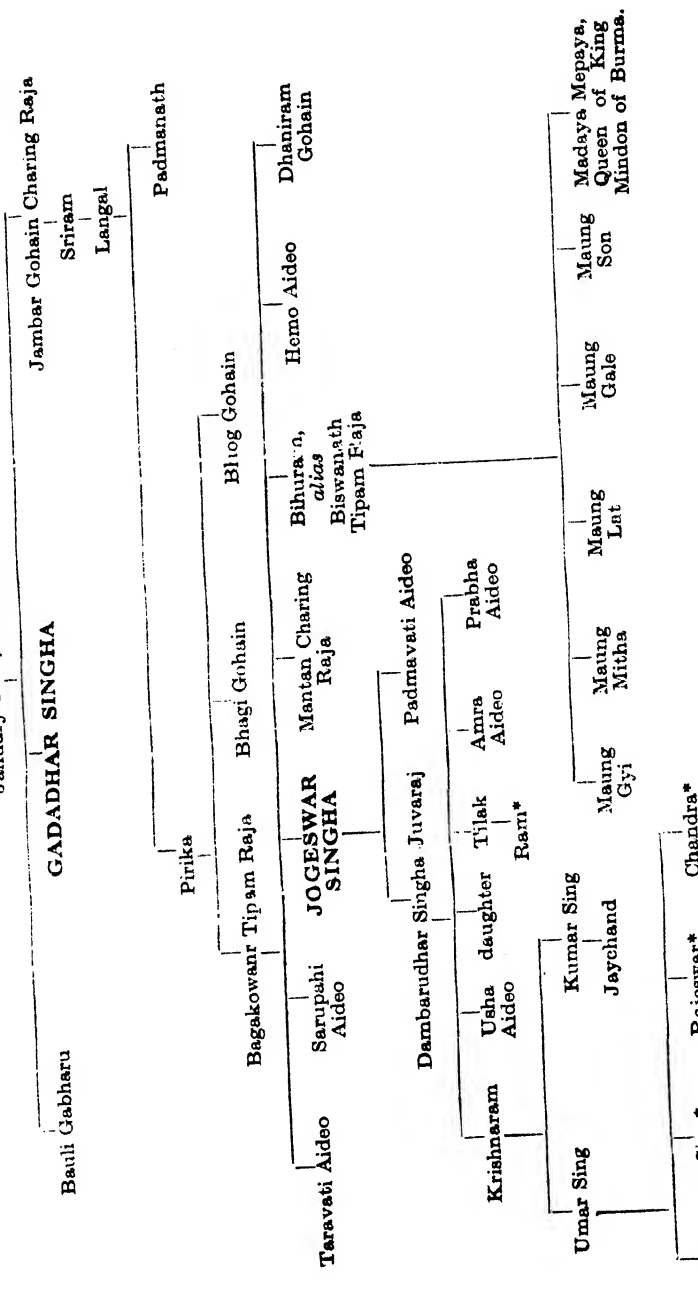 GADADHAR SINGHA
Bauli Gabharu
Jambar Gohain Charing Raja
Sriram
Langal
Padmanath
Pirika
Bagakowanr Tipam Raja
Bhagi Gohain
Bhog Gohain
Taravati Aideo
Sarupahi
Aideo
JOGESWAR
SINGHA
Mantan Charing
Raja
alias
Biswanath
Tipam Raja
Hemo Aideo
Dhaniram
Gohain
Dambarudhar Singha Juvaraj
Padmavati Aideo
Krishnaram
Usha
Aideo
daughter
Tilak
Ram*
Amra
Aideo
Prabha
Aideo
Umar Sing
Kumar Sing
Jaychand
Maung
Gyi
Maung
Mitha
Maung
Lat
Maung
Gale
Maung
Son
Madaya Mepaya,
Queen of King
Mindon of Burma.
Chandra*